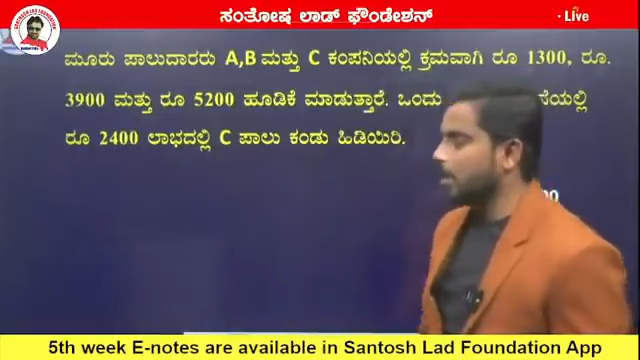 ಸಂತೋಷ ಲಾಡ್ ಫೌಂಡೇಶನ್
Live
ಮೂರು ಪಾಲುದಾರರು A,B ಮತ್ತು C ಕಂಪನಿಯಲ್ಲಿ ಕ್ರಮವಾಗಿ ರೂ 1300, ರೂ.
3900 ಮತ್ತು ರೂ 5200 ಹೂಡಿಕೆ ಮಾಡುತ್ತಾರೆ. ಒಂದು
ರೂ 2400 ಲಾಭದಲ್ಲಿ C ಪಾಲು ಕಂಡು ಹಿಡಿಯಿರಿ.
5th week E-notes are available in Santosh Lad Foundation App